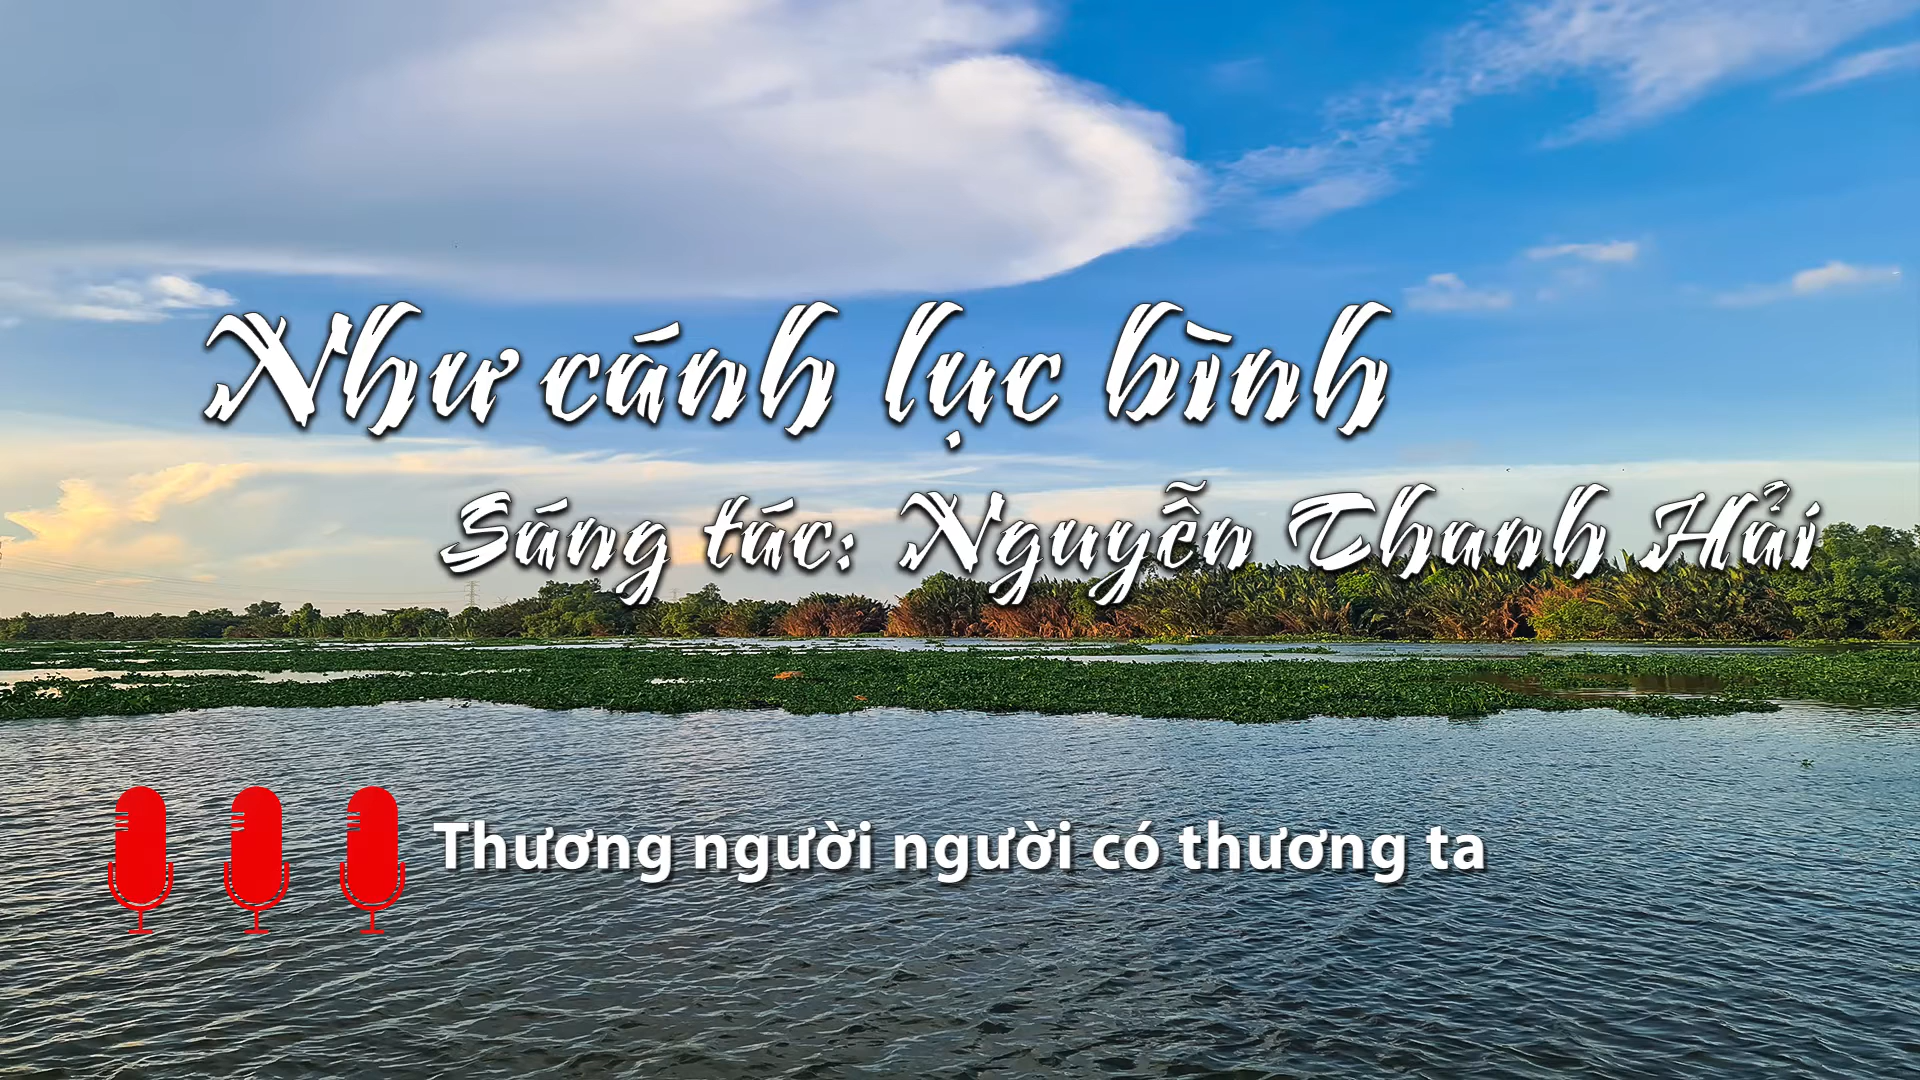 Như cánh lục bình
Sáng tác: Nguyễn Thanh Hải
Thương người người có thương ta